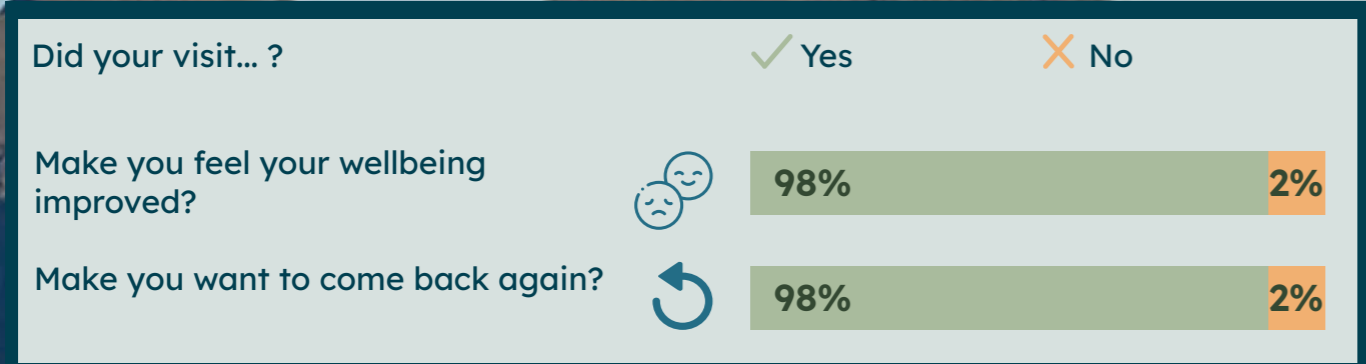 Did your visit... ?
Yes
No
Make you feel your wellbeing
improved?
98%
2%
Make you want to come back again?
98%
2%